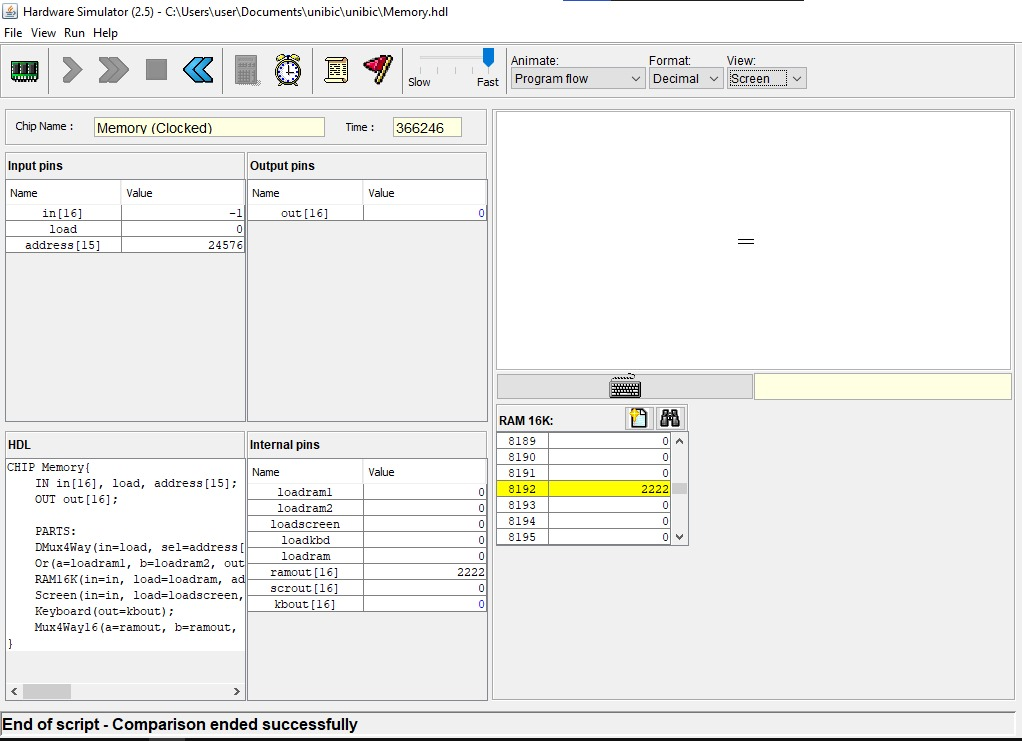 Hardware Simulator (2.5) - C:\Users\user\Documents\unibic\unibic\Memory.hdl
File View Run Help
Slow Fast
Animate: Format: View:
Program flow Decimal Screen
Chip Name : Memory (Clocked) Time : 366246
Input pins
Name Value
in[16] -1
load 0
address[15] 24576
Output pins
Name Value
out[16] 0
HDL
CHIP Memory{
IN in[16], load, address[15];
OUT out[16];
PARTS:
DMux4Way(in=load, sel=address[
Or(a=loadram1, b=loadram2, out
RAM16K(in=in, load=loadram, ad
Screen(in=in, load=loadscreen,
Keyboard(out=kbout);
Mux4Way16(a=ramout, b=ramout,
}
Internal pins
Name Value
loadram1 0
loadram2 0
loadscreen 0
loadkbd 0
loadram 0
ramout[16] 2222
scrout[16] 0
kbout[16] 0
RAM 16K:
8189 0
8190 0
8191 0
8192 2222
8193 0
8194 0
8195 0
End of script - Comparison ended successfully